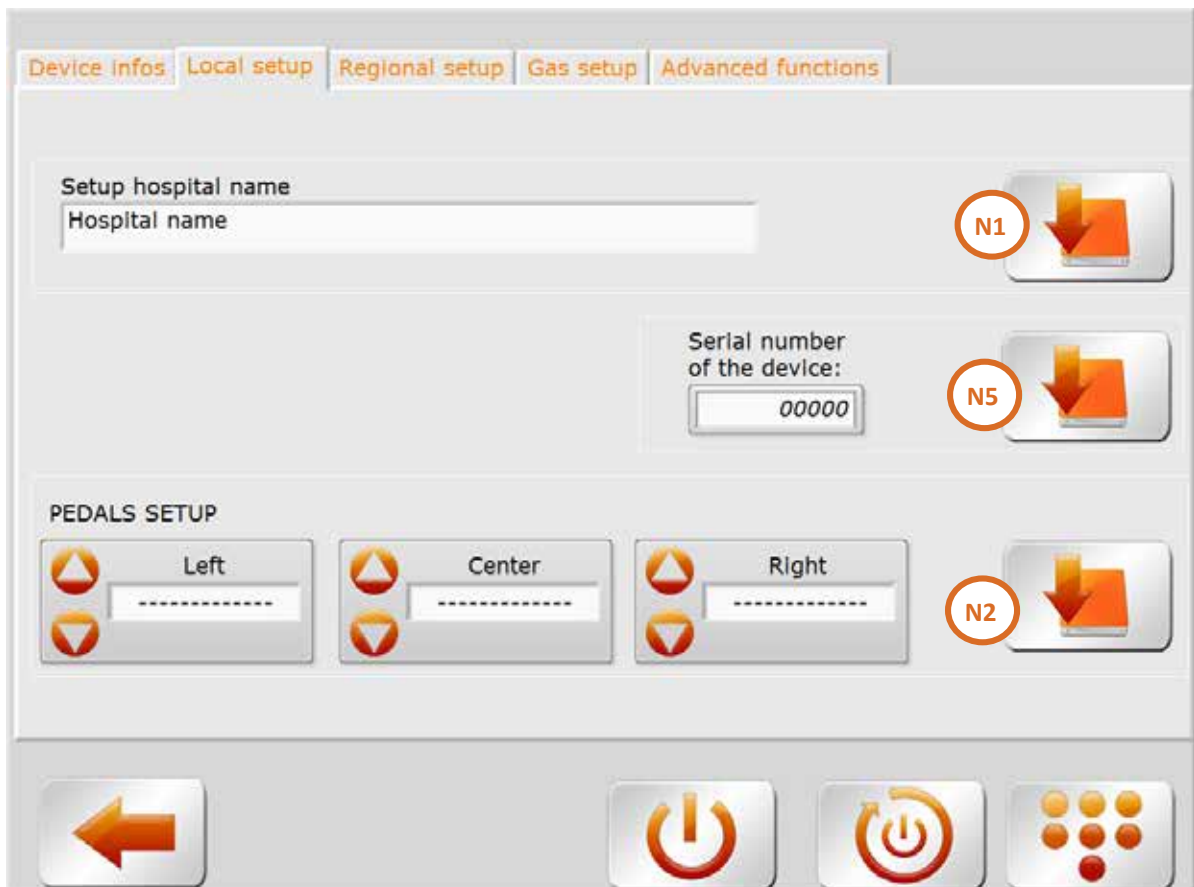 Device infos Local setup Regional setup Gas setup Advanced functions
Setup hospital name
Hospital name
N1
Serial number
of the device:
00000
N5
PEDALS SETUP
Left Center Right
------------- ------------- -------------
N2